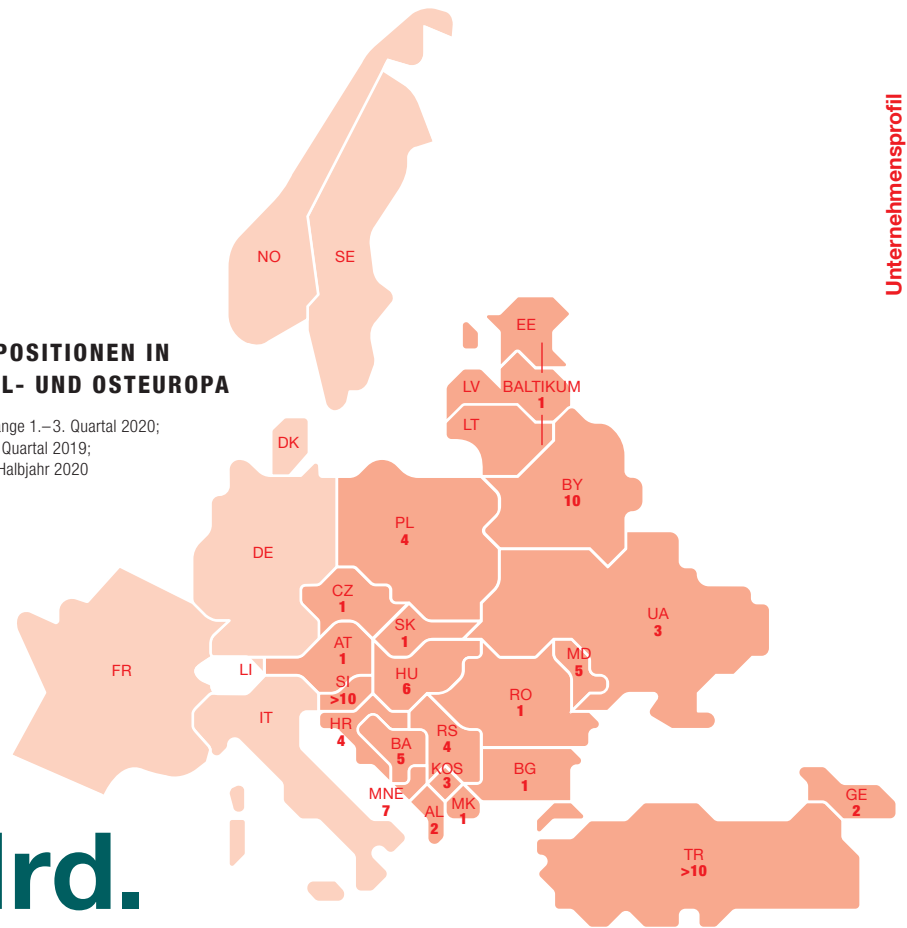 Unternehmensprofil
POSITIONEN IN
L- UND OSTEUROPA
nge 1.–3. Quartal 2020;
Quartal 2019;
Halbjahr 2020
NO
SE
EE
LV
BALTIKUM
1
LT
DK
BY
10
PL
4
DE
CZ
1
SK
1
UA
3
AT
1
MD
5
FR
LI
HU
6
SI
>10
RO
1
IT
HR
4
BA
5
RS
4
KOS
3
BG
1
MNE
7
AL
2
MK
1
GE
2
TR
>10
lrd.